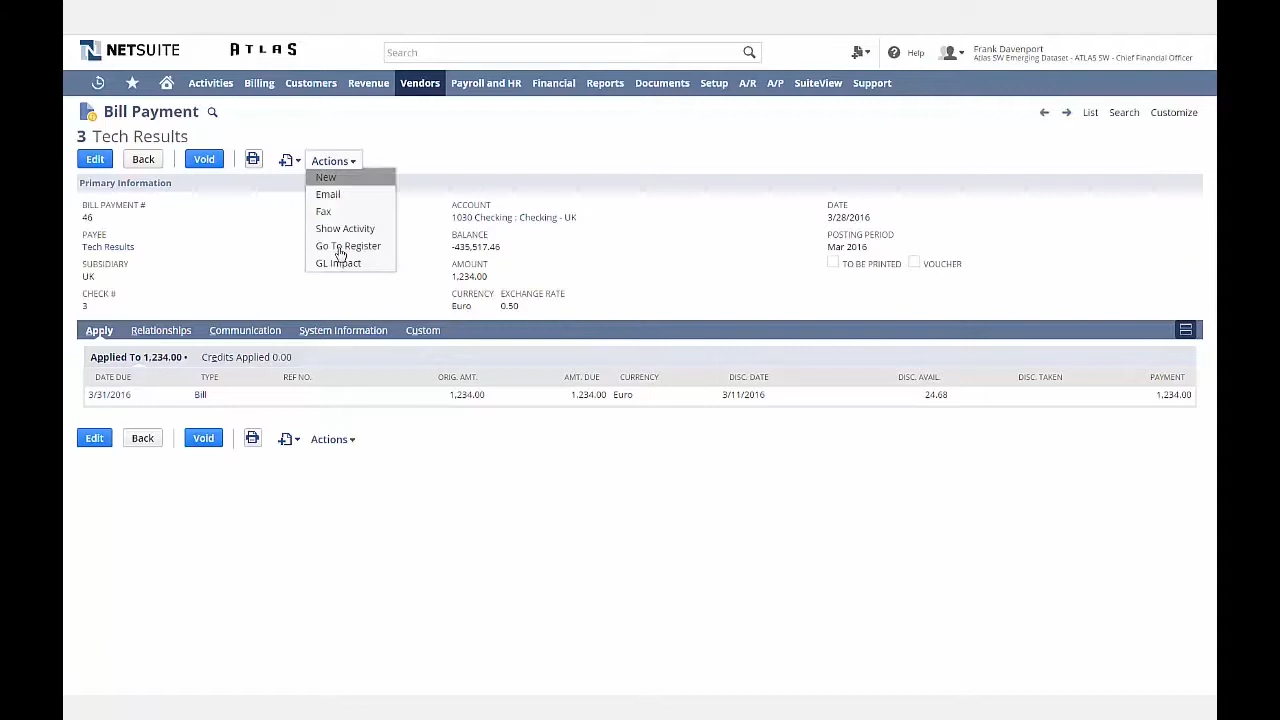 NETSUITE ATLAS Search Help Frank Davenport
Atlas SW Emerging Dataset - ATLAS SW - Chief Financial Officer
Activities Billing Customers Revenue Vendors Payroll and HR Financial Reports Documents Setup A/R A/P SuiteView Support
Bill Payment List Search Customize
3 Tech Results
Edit Back Void Actions
New
Primary Information
Email
Fax
Show Activity
Go To Register
GL Impact
BILL PAYMENT #
46
PAYEE
Tech Results
SUBSIDIARY
UK
CHECK #
3
ACCOUNT
1030 Checking : Checking - UK
BALANCE
-435,517.46
AMOUNT
1,234.00
CURRENCY EXCHANGE RATE
Euro 0.50
DATE
3/28/2016
POSTING PERIOD
Mar 2016
TO BE PRINTED VOUCHER
Apply Relationships Communication System Information Custom
Applied To 1,234.00 • Credits Applied 0.00
DATE DUE TYPE REF NO. ORIG. AMT. AMT. DUE CURRENCY DISC. DATE DISC. AVAIL. DISC. TAKEN PAYMENT
3/31/2016 Bill 1,234.00 1,234.00 Euro 3/11/2016 24.68 1,234.00
Edit Back Void Actions